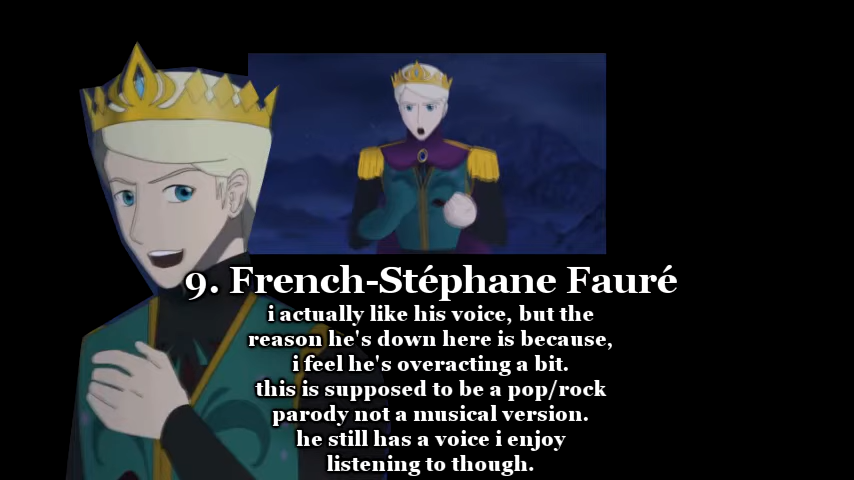 9. French-Stéphane Fauré
i actually like his voice, but the
reason he's down here is because,
i feel he's overacting a bit.
this is supposed to be a pop/rock
parody not a musical version.
he still has a voice i enjoy
listening to though.